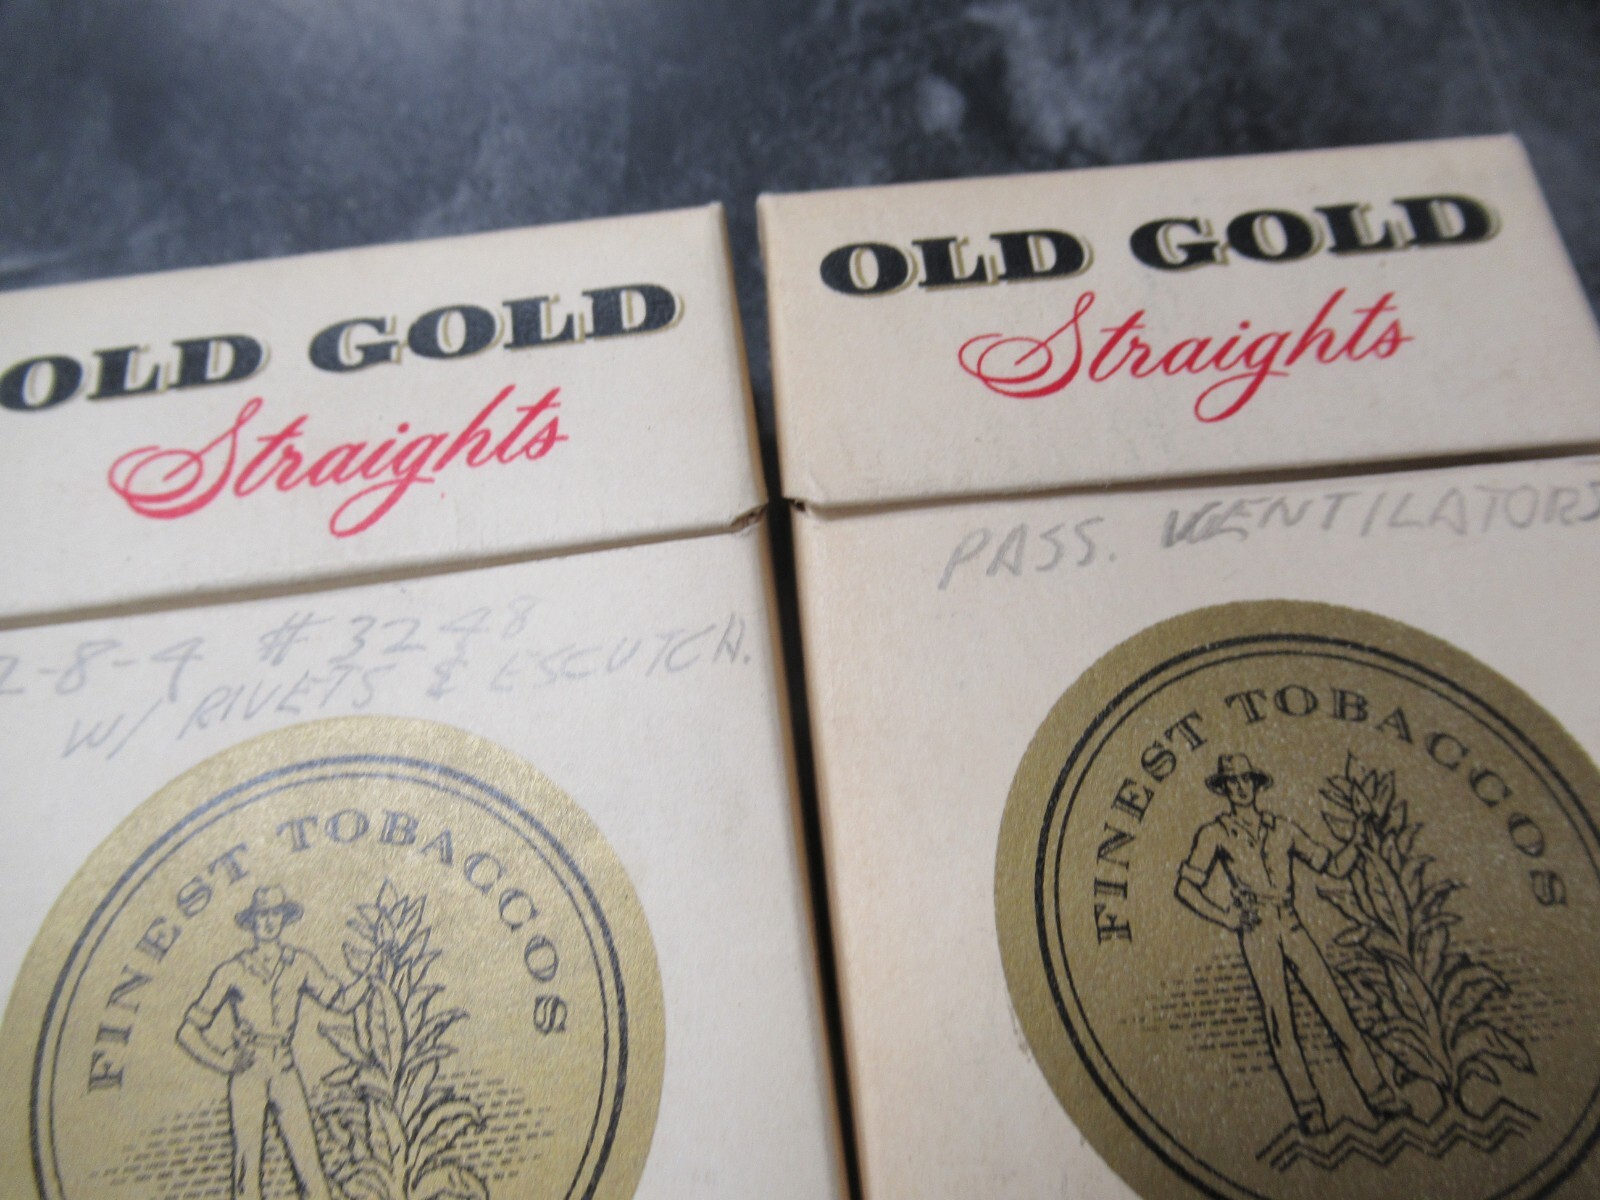 OLD GOLD
Straights
2-8-4 # 3248
W/ RIVETS & ESCUTCH.
FINEST TOBACCOS
OLD GOLD
Straights
PASS. VENTILATORS
FINEST TOBACCOS